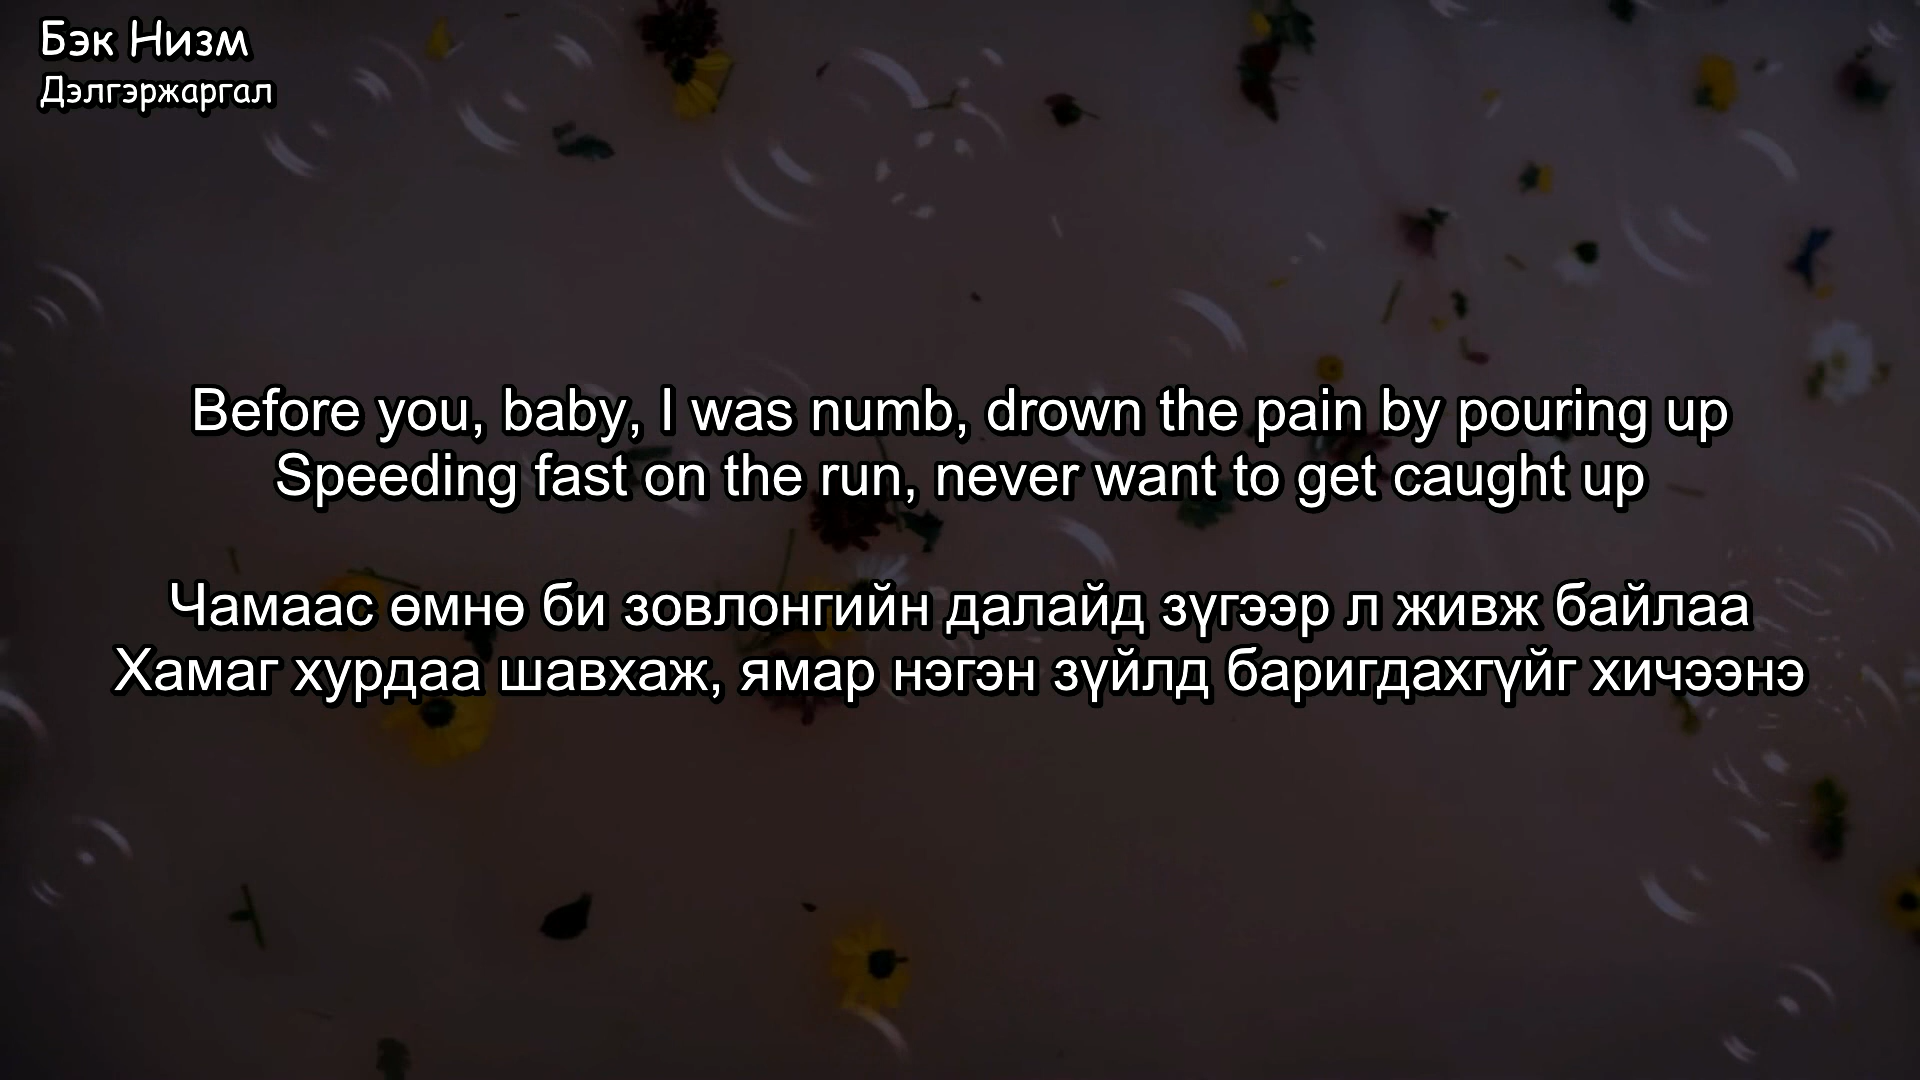 Бэк Низм
Дэлгэржаргал
Before you, baby, I was numb, drown the pain by pouring up
Speeding fast on the run, never want to get caught up
Чамаас өмнө би зовлонгийн далайд зүгээр л живж байлаа
Хамаг хурдаа шавхаж, ямар нэгэн зүйлд баригдахгүйг хичээнэ